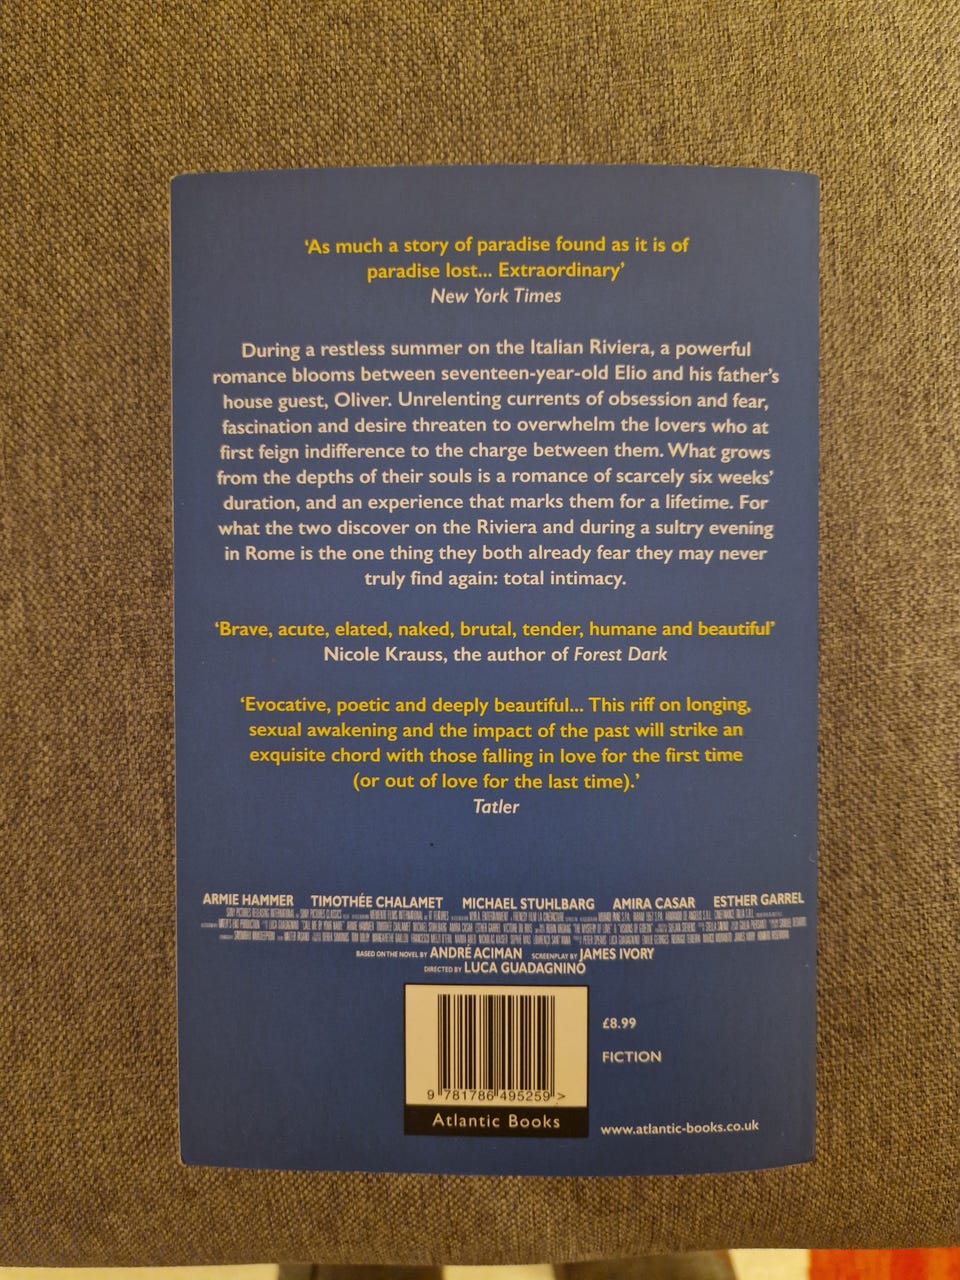 ‘As much a story of paradise found as it is of
paradise lost... Extraordinary’
New York Times
During a restless summer on the Italian Riviera, a powerful
romance blooms between seventeen-year-old Elio and his father’s
house guest, Oliver. Unrelenting currents of obsession and fear,
fascination and desire threaten to overwhelm the lovers who at
first feign indifference to the charge between them. What grows
from the depths of their souls is a romance of scarcely six weeks’
duration, and an experience that marks them for a lifetime. For
what the two discover on the Riviera and during a sultry evening
in Rome is the one thing they both already fear they may never
truly find again: total intimacy.
‘Brave, acute, elated, naked, brutal, tender, humane and beautiful’
Nicole Krauss, the author of Forest Dark
‘Evocative, poetic and deeply beautiful... This riff on longing,
sexual awakening and the impact of the past will strike an
exquisite chord with those falling in love for the first time
(or out of love for the last time).’
Tatler
ARMIE HAMMER TIMOTHÉE CHALAMET MICHAEL STUHLBARG AMIRA CASAR ESTHER GARREL
BASED ON THE NOVEL BY ANDRÉ ACIMAN SCREENPLAY BY JAMES IVORY
DIRECTED BY LUCA GUADAGNINO
£8.99
FICTION
9 781786 495259 >
Atlantic Books
www.atlantic-books.co.uk